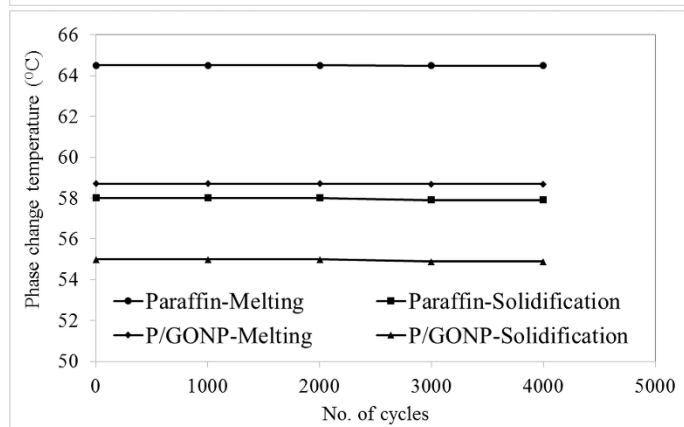 66
64
62
60
58
56
54
52
50
Phase change temperature (⁰C)
Paraffin-Melting
Paraffin-Solidification
P/GONP-Melting
P/GONP-Solidification
0
1000
2000
3000
4000
5000
No. of cycles